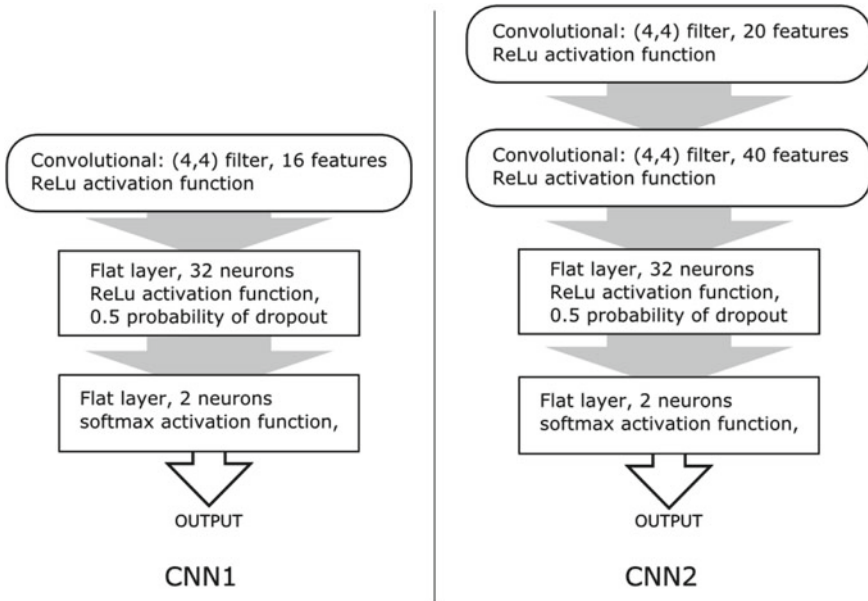 Convolutional: (4,4) filter, 16 features
ReLu activation function
Flat layer, 32 neurons
ReLu activation function,
0.5 probability of dropout
Flat layer, 2 neurons
softmax activation function,
OUTPUT
CNN1
Convolutional: (4,4) filter, 20 features
ReLu activation function
Convolutional: (4,4) filter, 40 features
ReLu activation function
Flat layer, 32 neurons
ReLu activation function,
0.5 probability of dropout
Flat layer, 2 neurons
softmax activation function,
OUTPUT
CNN2